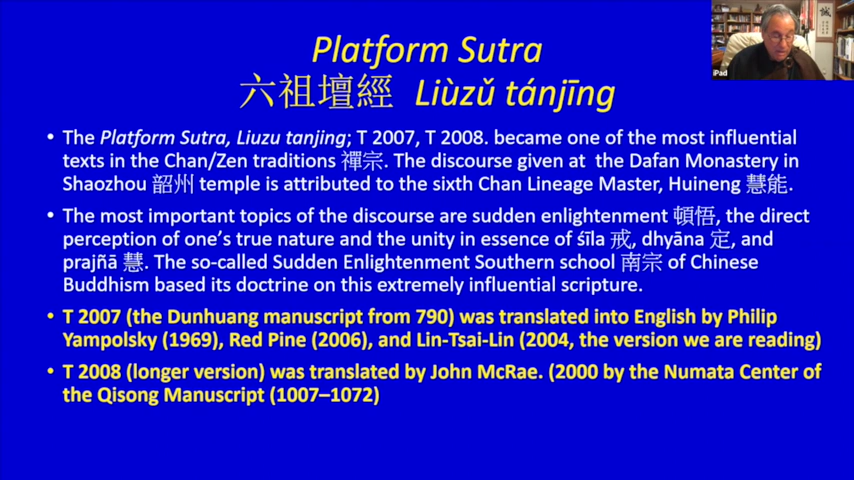 Platform Sutra
六祖壇經 Liùzǔ tánjīng
• The Platform Sutra, Liuzu tanjing; T 2007, T 2008. became one of the most influential
texts in the Chan/Zen traditions 禪宗. The discourse given at the Dafan Monastery in
Shaozhou 韶州 temple is attributed to the sixth Chan Lineage Master, Huineng 慧能.
• The most important topics of the discourse are sudden enlightenment 頓悟, the direct
perception of one's true nature and the unity in essence of śīla 戒, dhyāna 定, and
prajñā 慧. The so-called Sudden Enlightenment Southern school 南宗 of Chinese
Buddhism based its doctrine on this extremely influential scripture.
• T 2007 (the Dunhuang manuscript from 790) was translated into English by Philip
Yampolsky (1969), Red Pine (2006), and Lin-Tsai-Lin (2004, the version we are reading)
• T 2008 (longer version) was translated by John McRae. (2000 by the Numata Center of
the Qisong Manuscript (1007–1072)
iPad